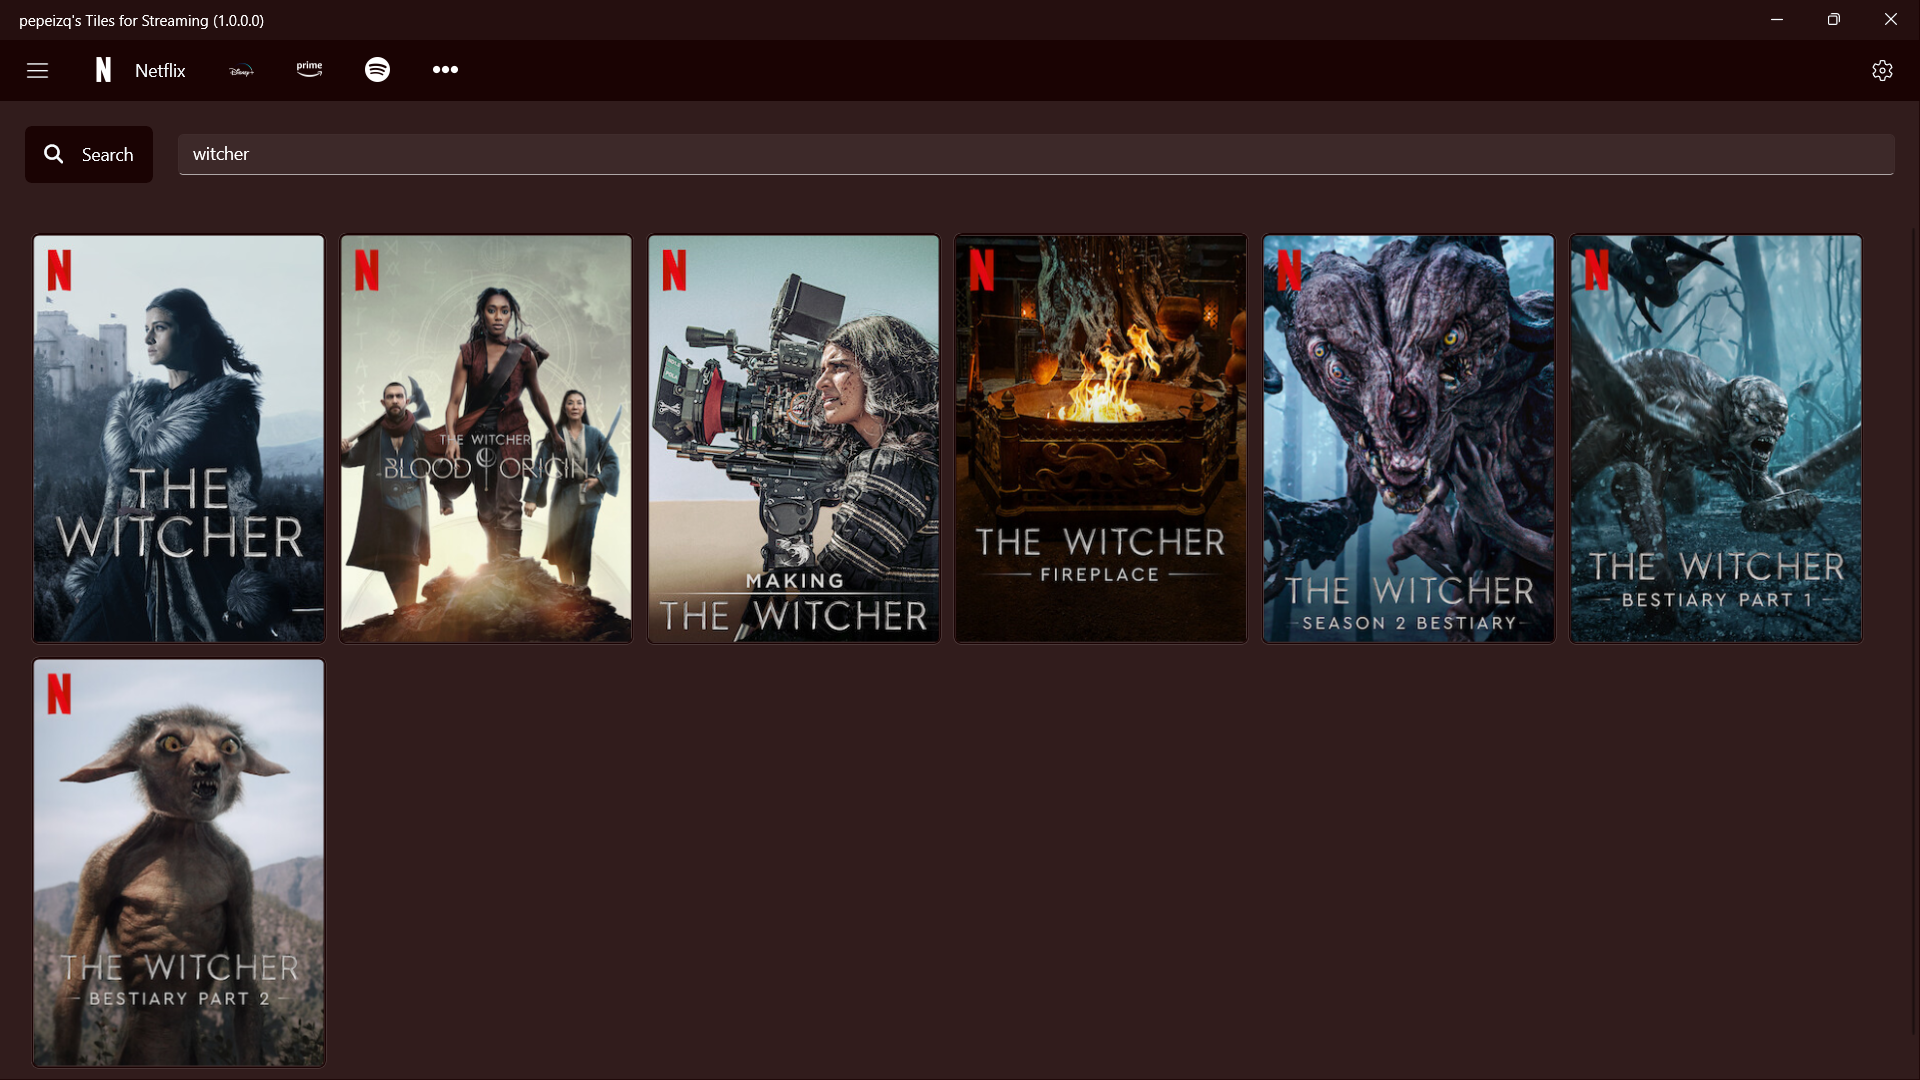 pepeizq's Tiles for Streaming (1.0.0.0)
N Netflix Disney+ prime
Search witcher
N
THE
WITCHER
N
THE WITCHER
BLOOD ORIGIN
N
MAKING
THE WITCHER
N
THE WITCHER
FIREPLACE
N
THE WITCHER
SEASON 2 BESTIARY
N
THE WITCHER
BESTIARY PART 1
N
THE WITCHER
BESTIARY PART 2